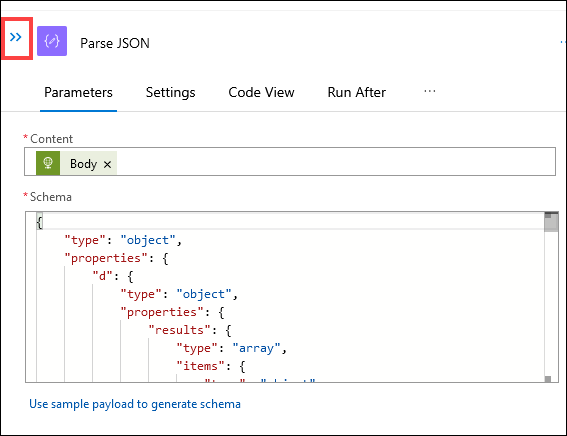 Parse JSON
Parameters Settings Code View Run After ...
* Content
Body ×
* Schema
{
"type": "object",
"properties": {
"d": {
"type": "object",
"properties": {
"results": {
"type": "array",
"items": {
Use sample payload to generate schema